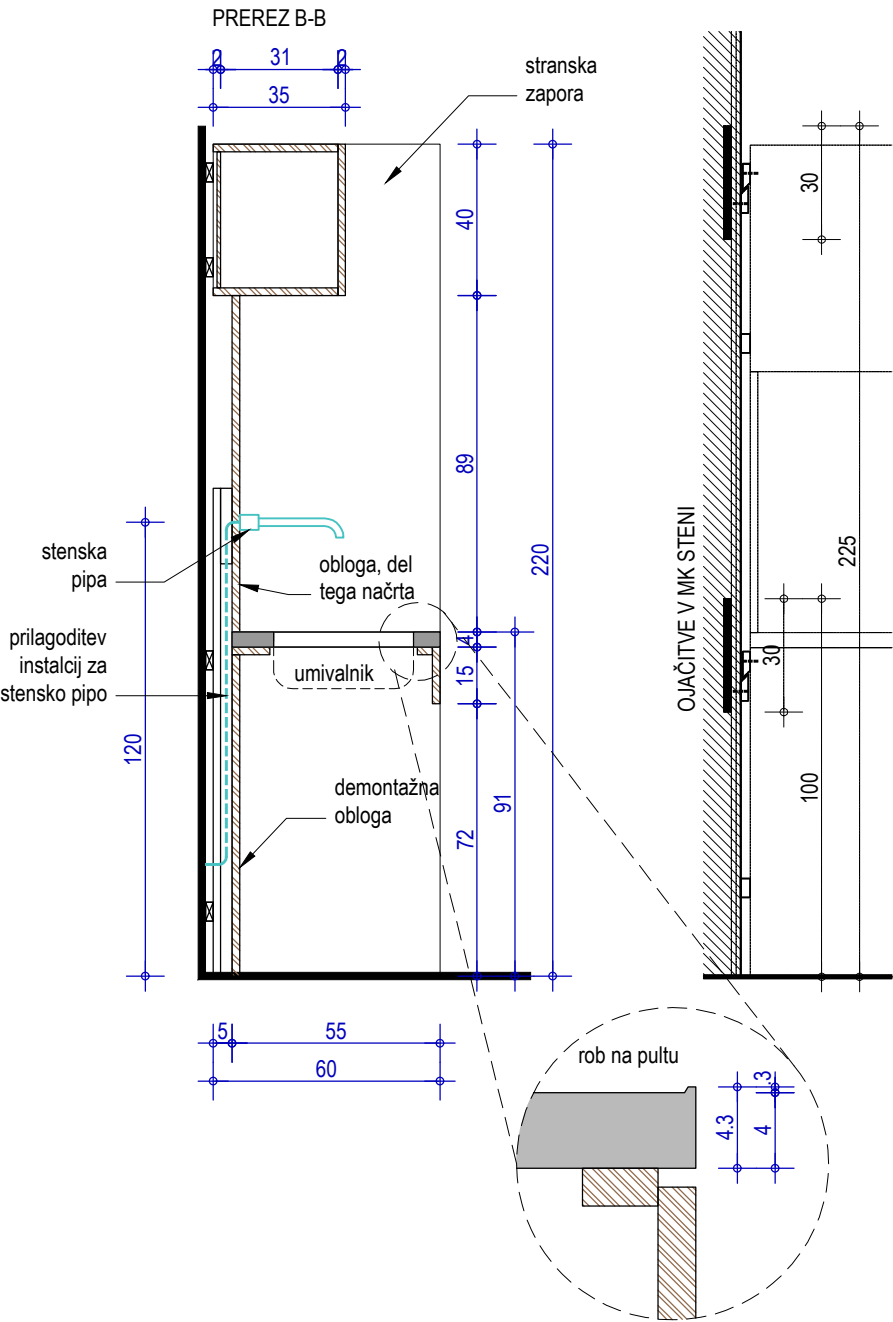 PREREZ B-B
2
31
2
35
stranska
zapora
40
89
220
stenska
pipa
obloga, del
tega načrta
prilagoditev
instalcij za
stensko pipo
umivalnik
4
15
120
demontažna
obloga
72
91
5
55
60
30
225
OJAČITVE V MK STENI
30
100
rob na pultu
.3
4.3
4